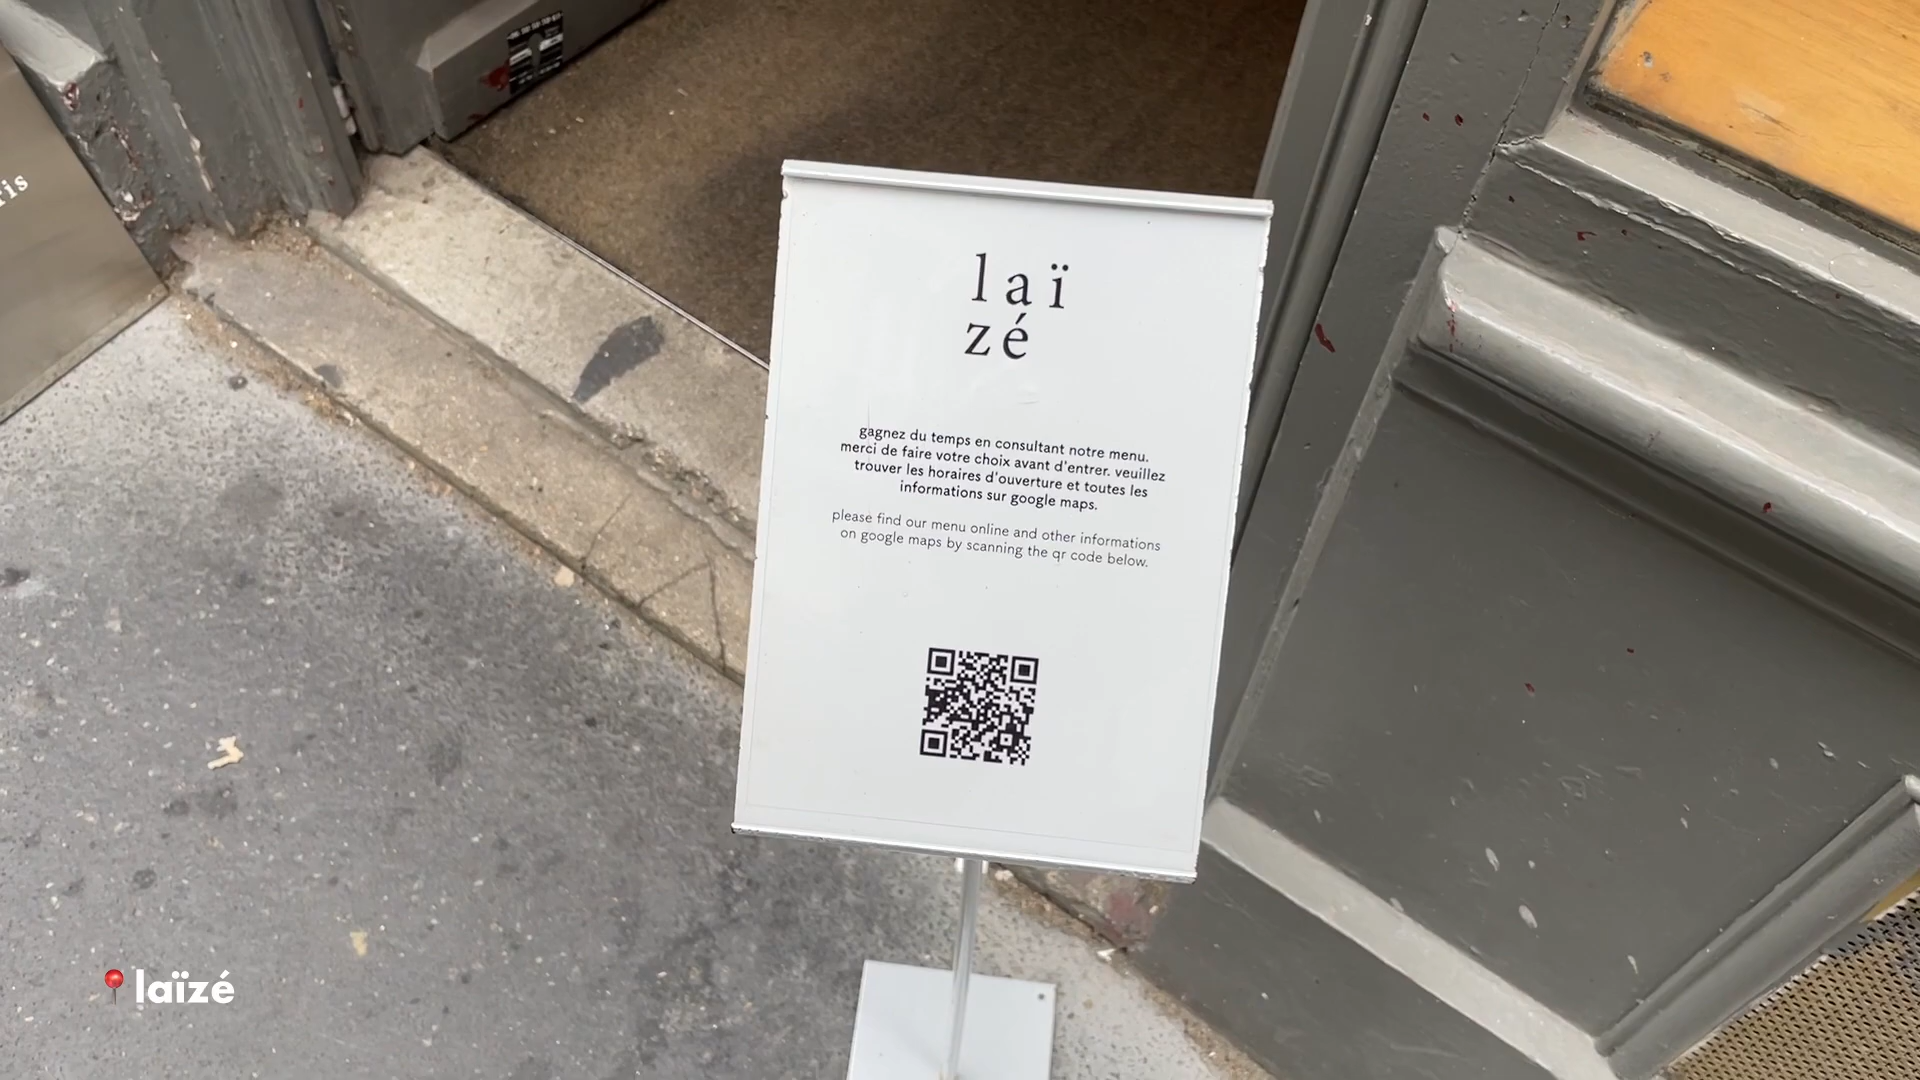 laï
zé
gagnez du temps en consultant notre menu.
merci de faire votre choix avant d'entrer. veuillez
trouver les horaires d'ouverture et toutes les
informations sur google maps.
please find our menu online and other informations
on google maps by scanning the qr code below.
📍laïzé